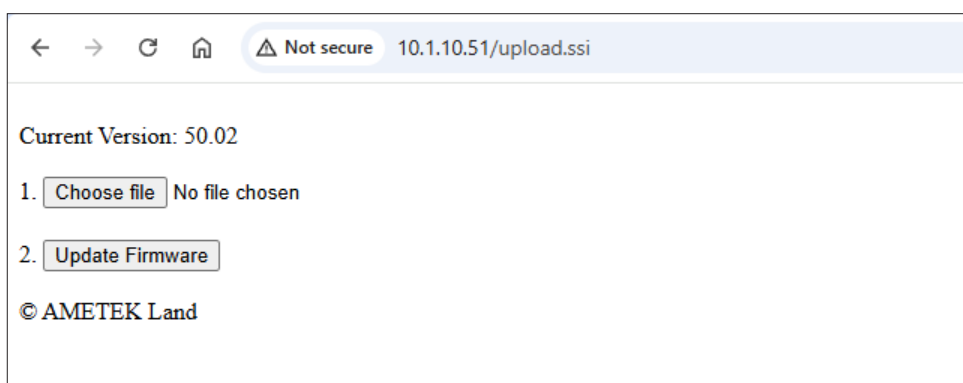 Not secure 10.1.10.51/upload.ssi
Current Version: 50.02
1. Choose file No file chosen
2. Update Firmware
© AMETEK Land